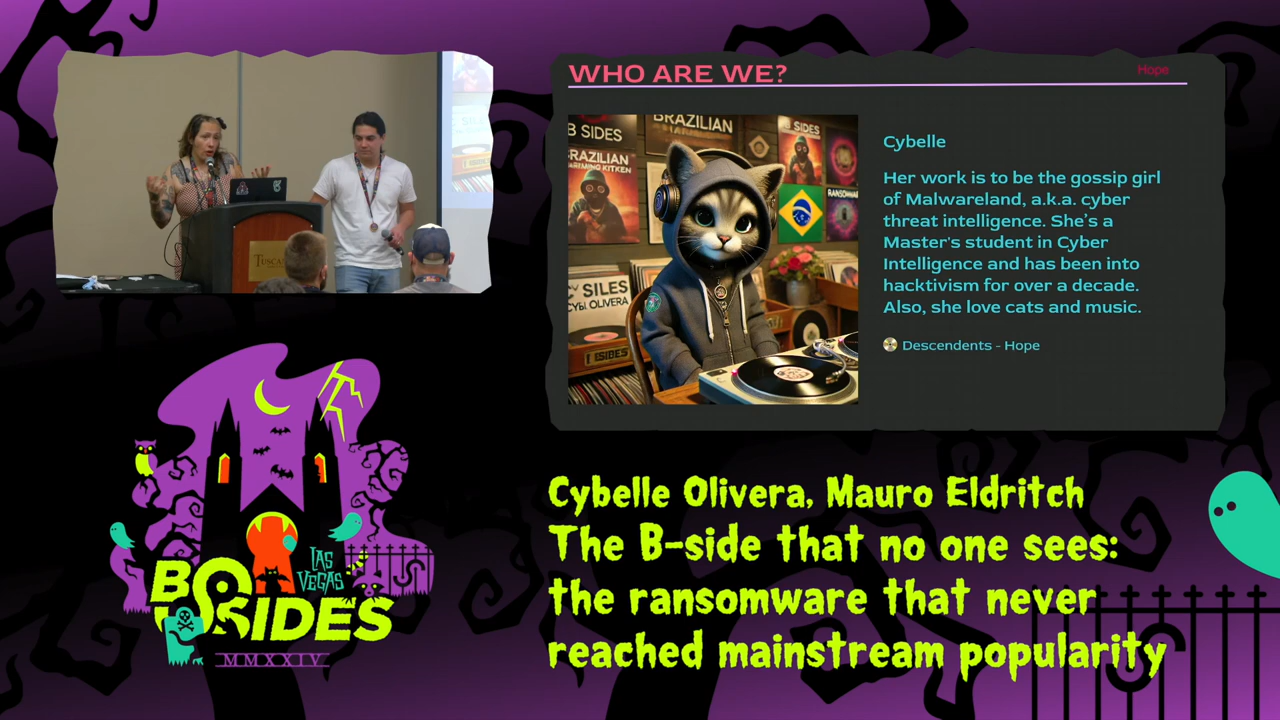 WHO ARE WE?
Hope
B SIDES
BRAZILIAN
BRAZILIAN
B SIDES
CYBL OLIVERA
Cybelle
Her work is to be the gossip girl
of Malwareland, a.k.a. cyber
threat intelligence. She's a
Master's student in Cyber
Intelligence and has been into
hacktivism for over a decade.
Also, she love cats and music.
Descendents - Hope
BSIDES
LAS
VEGAS
MMXXIV
Cybelle Olivera, Mauro Eldritch
The B-side that no one sees:
the ransomware that never
reached mainstream popularity